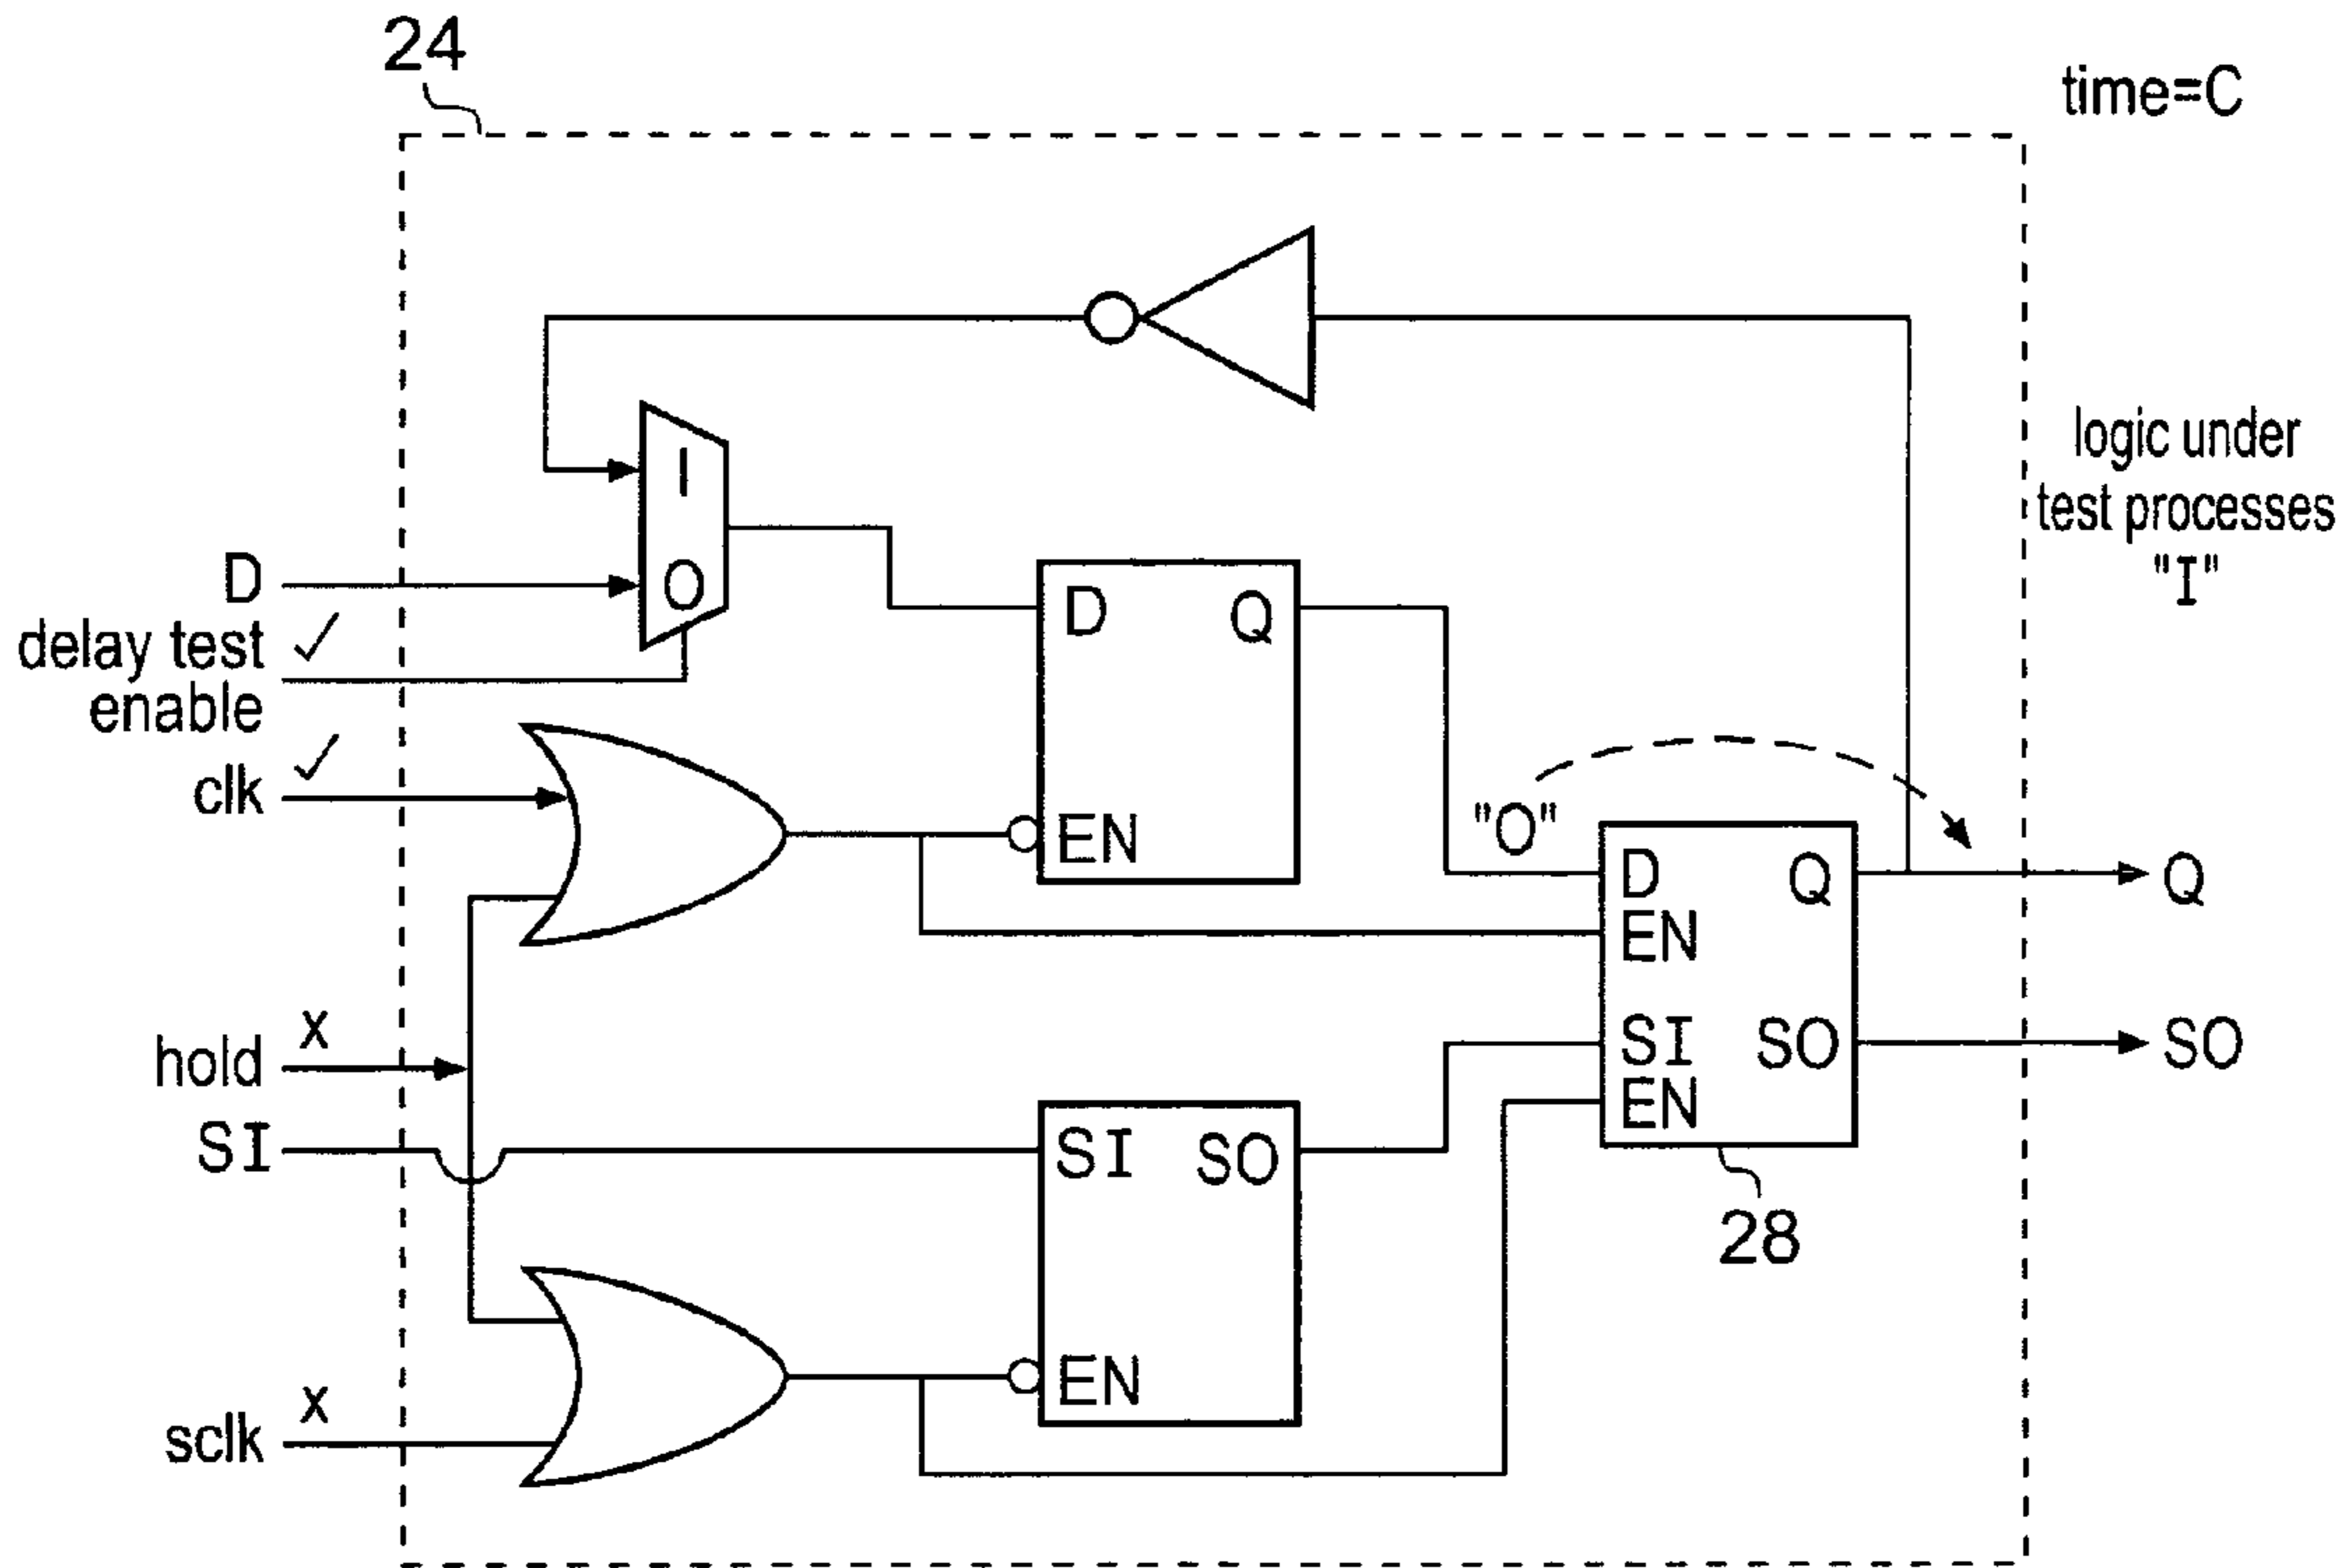 24
time=C
logic under
test processes
"I"
I
O
D
delay test
enable
clk
D
Q
EN
"O"
D
Q
EN
SI
SO
EN
Q
SO
hold
x
SI
SI
SO
EN
28
x
sclk